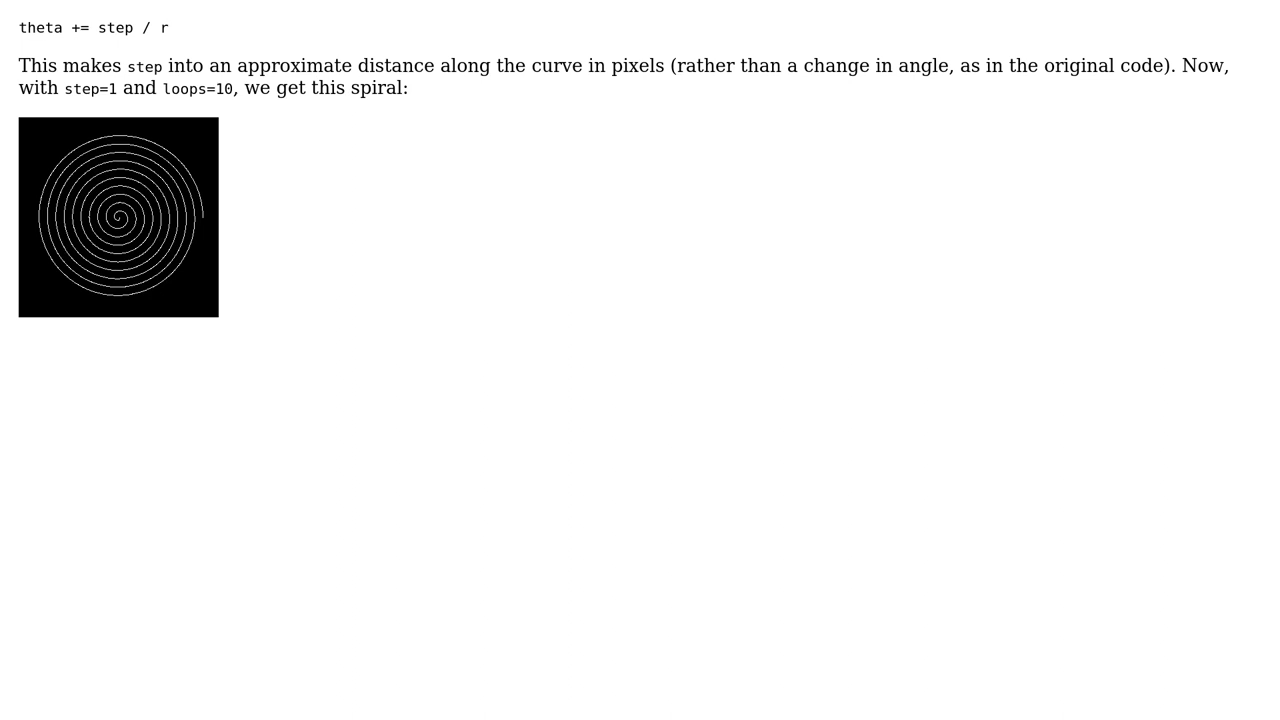 theta += step / r
This makes step into an approximate distance along the curve in pixels (rather than a change in angle, as in the original code). Now,
with step=1 and loops=10, we get this spiral: